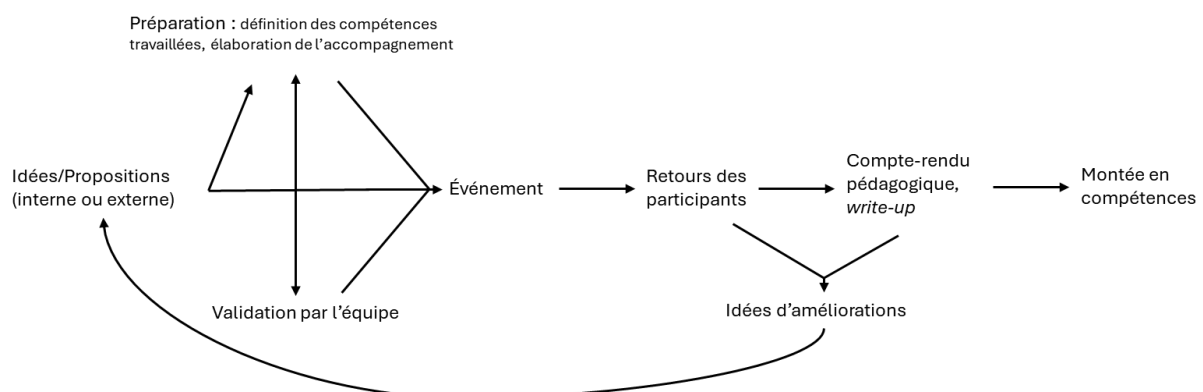 Préparation : définition des compétences
travaillées, élaboration de l’accompagnement
Idées/Propositions
(interne ou externe)
Événement
Retours des
participants
Compte-rendu
pédagogique,
write-up
Montée en
compétences
Validation par l’équipe
Idées d’améliorations